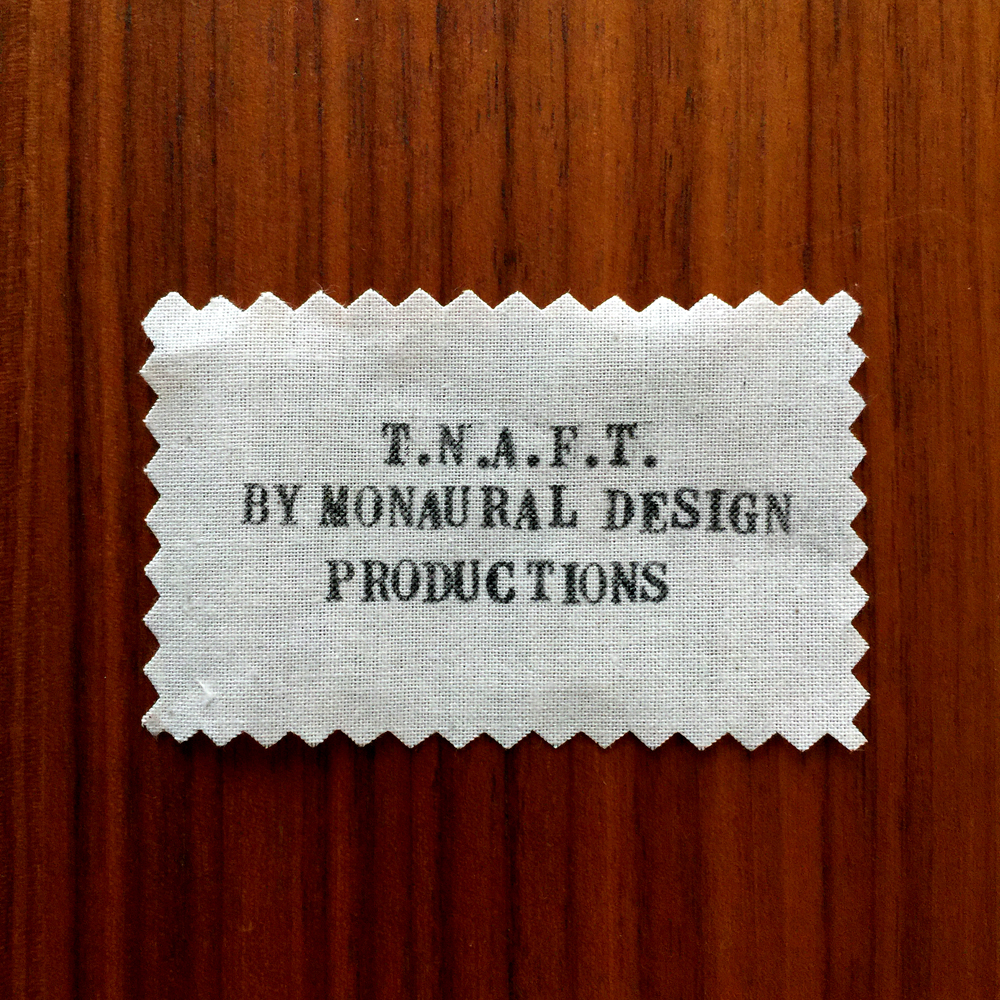 T.N.A.F.T.
BY MONAURAL DESIGN
PRODUCTIONS